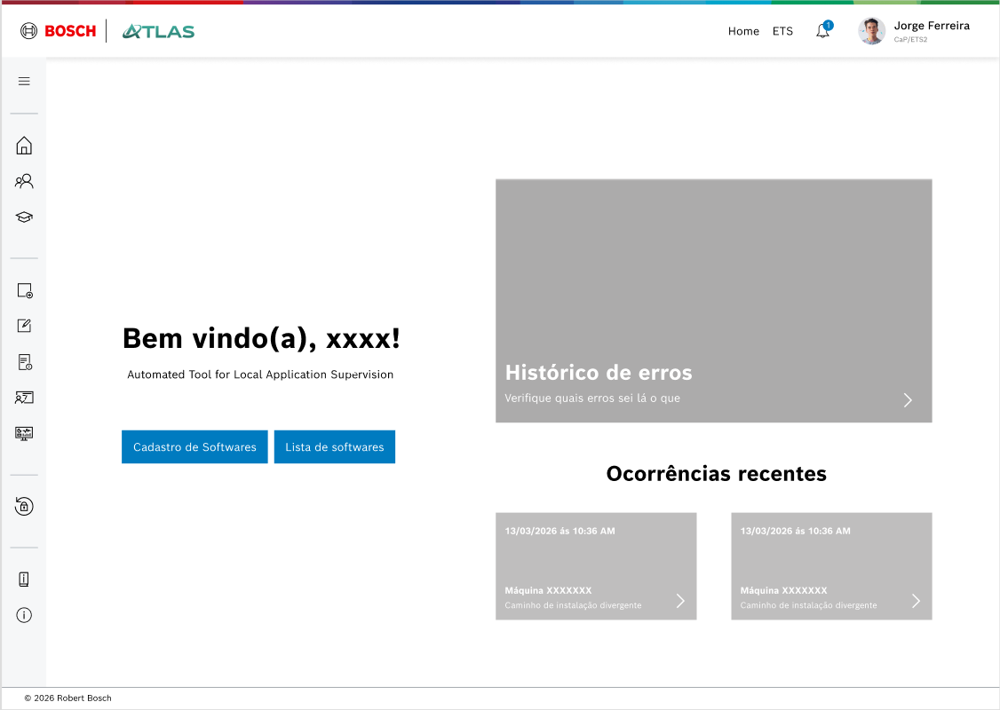 BOSCH
ATLAS
Home
ETS
1
Jorge Ferreira
CaP/ETS2
Bem vindo(a), xxxx!
Automated Tool for Local Application Supervision
Cadastro de Softwares
Lista de softwares
Histórico de erros
Verifique quais erros sei lá o que
Ocorrências recentes
13/03/2026 ás 10:36 AM
Máquina XXXXXXX
Caminho de instalação divergente
13/03/2026 ás 10:36 AM
Máquina XXXXXXX
Caminho de instalação divergente
© 2026 Robert Bosch